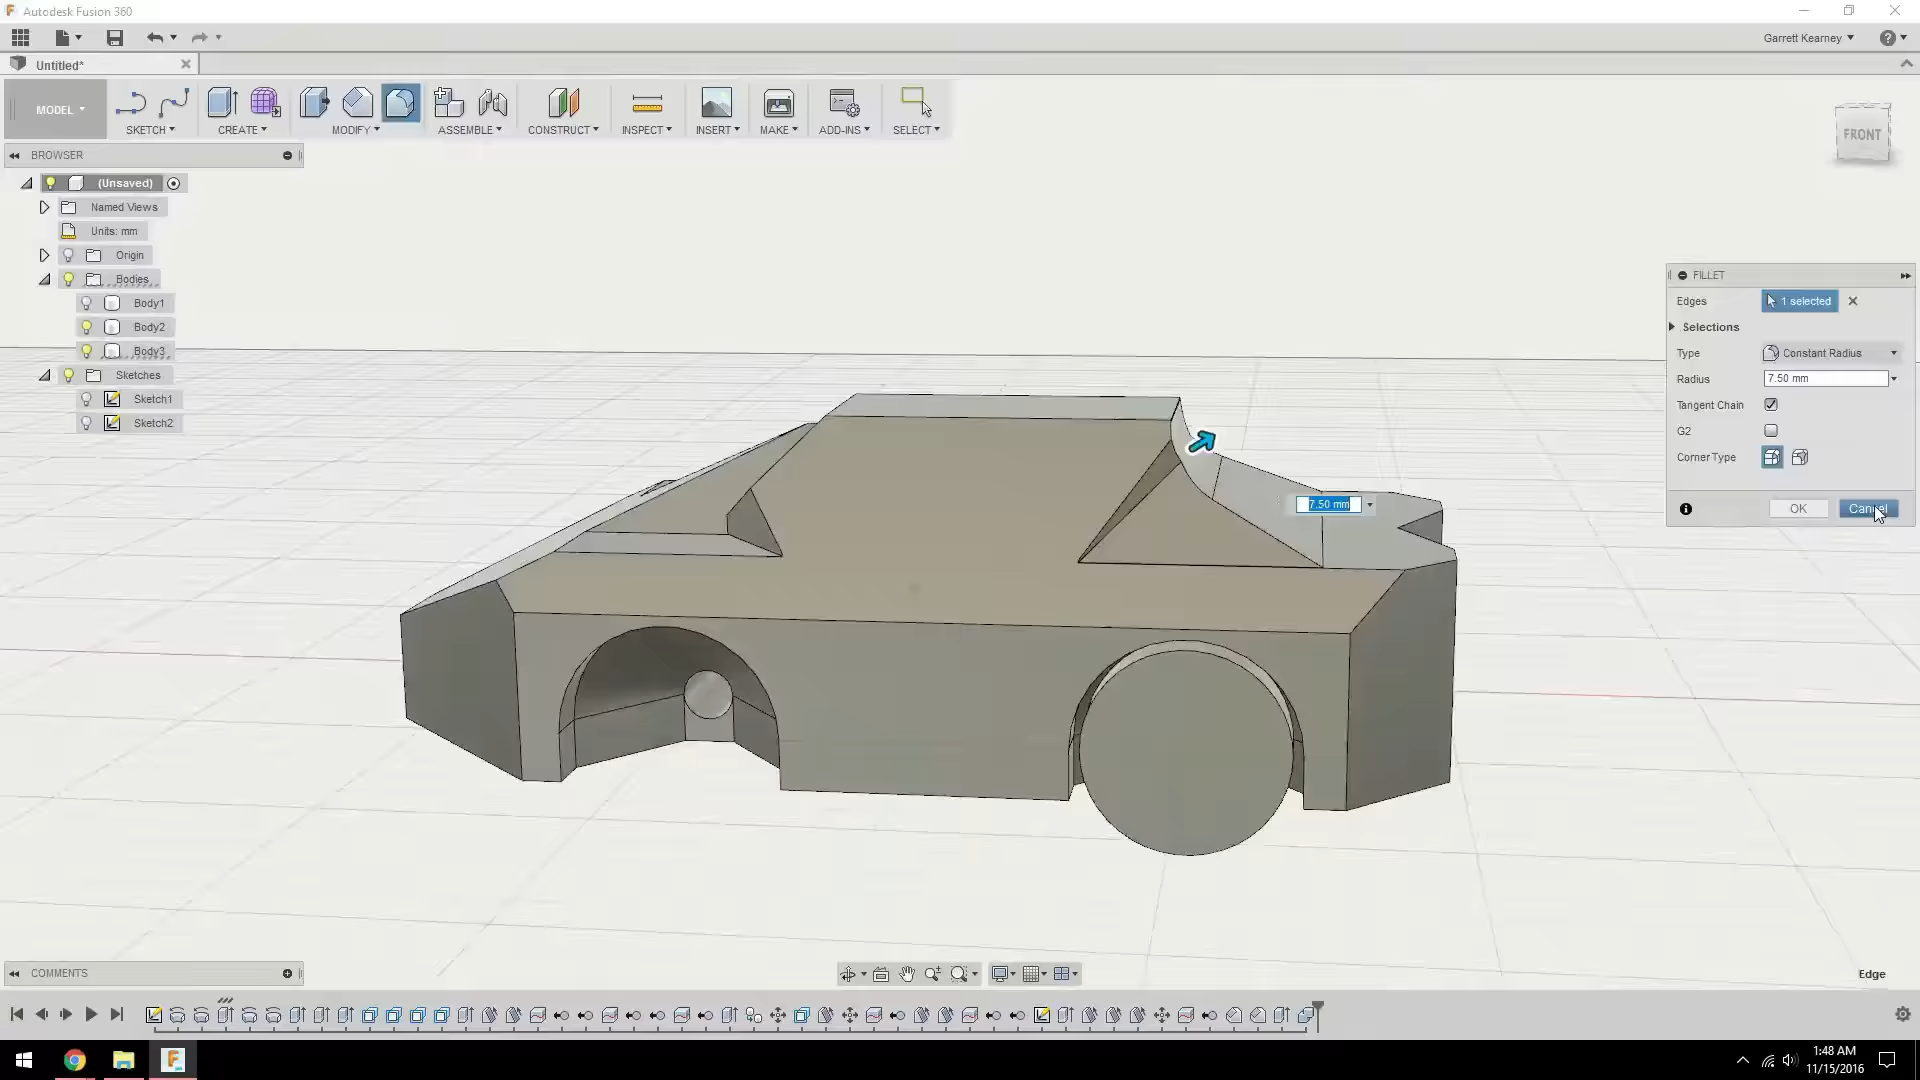 Autodesk Fusion 360
Garrett Kearney
Untitled*
MODEL
SKETCH
CREATE
MODIFY
ASSEMBLE
CONSTRUCT
INSPECT
INSERT
MAKE
ADD-INS
SELECT
FRONT
BROWSER
(Unsaved)
Named Views
Units: mm
Origin
Bodies
Body1
Body2
Body3
Sketches
Sketch1
Sketch2
FILLET
Edges
1 selected
Selections
Type
Constant Radius
Radius
7.50 mm
Tangent Chain
G2
Corner Type
OK
Cancel
7.50 mm
COMMENTS
Edge
1:48 AM
11/15/2016